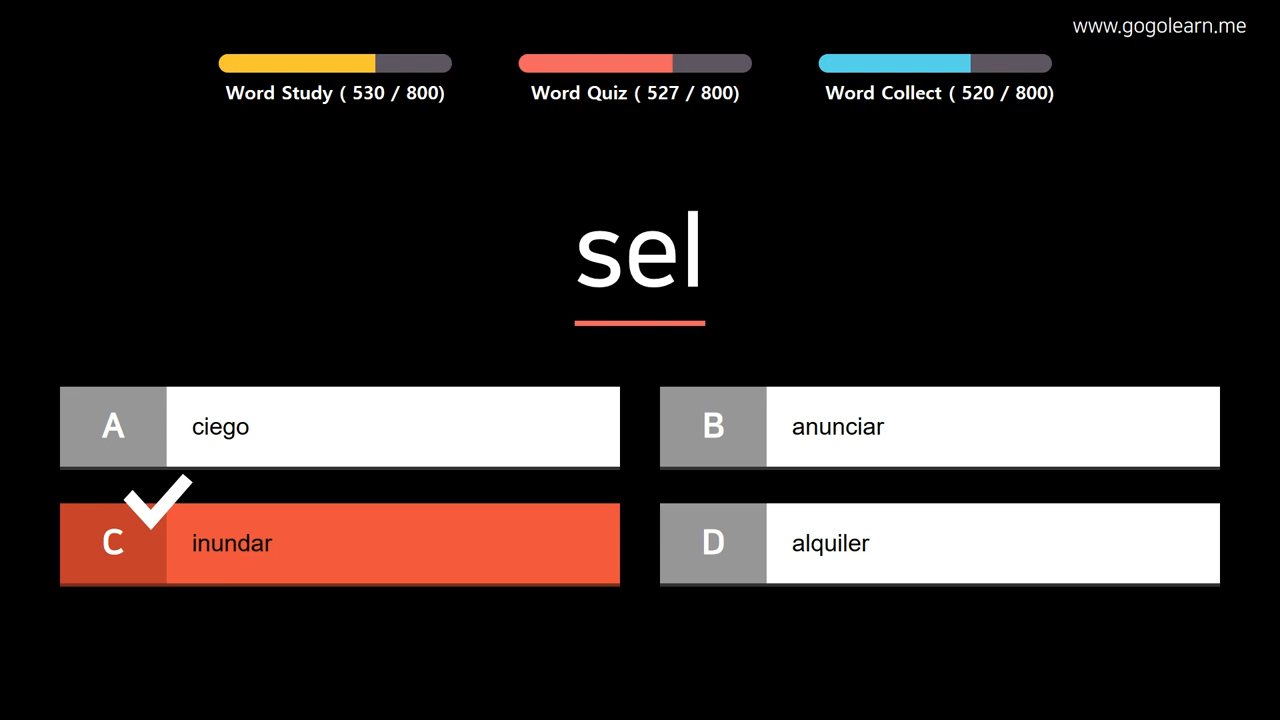 www.gogolearn.me
Word Study ( 530 / 800)
Word Quiz ( 527 / 800)
Word Collect ( 520 / 800)
sel
A ciego
B anunciar
C inundar
D alquiler